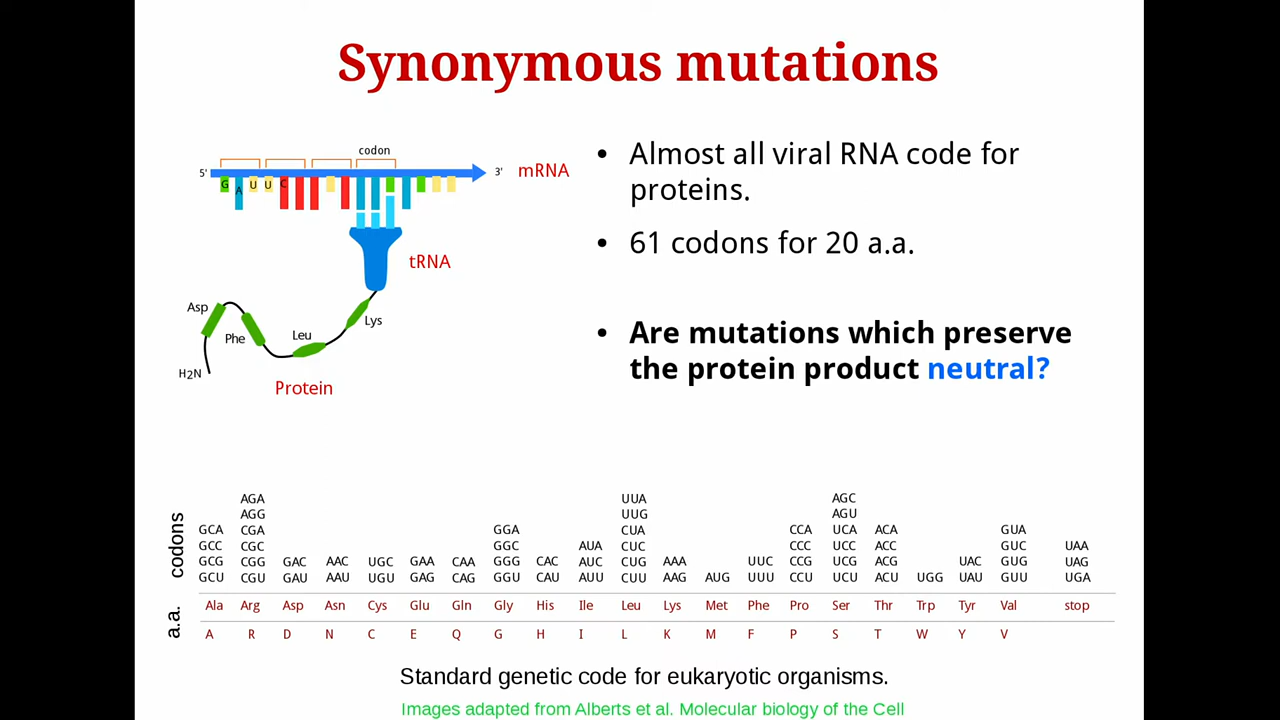 Synonymous mutations
codon
5'
3'
mRNA
G A U U C
tRNA
Asp
Phe
Leu
Lys
H2N
Protein
• Almost all viral RNA code for
proteins.
• 61 codons for 20 a.a.
• Are mutations which preserve
the protein product neutral?
codons
AGA UUA AGC
AGG UUG AGU
GCA CGA GGA CUA CCA UCA ACA GUA
GCC CGC GGC AUA CUC CCC UCC ACC GUC UAA
GCG CGG GAC AAC UGC GAA CAA GGG CAC AUC CUG AAA UUC CCG UCG ACG UAC GUG UAG
GCU CGU GAU AAU UGU GAG CAG GGU CAU AUU CUU AAG AUG UUU CCU UCU ACU UGG UAU GUU UGA
a.a.
Ala Arg Asp Asn Cys Glu Gln Gly His Ile Leu Lys Met Phe Pro Ser Thr Trp Tyr Val stop
A R D N C E Q G H I L K M F P S T W Y V
Standard genetic code for eukaryotic organisms.
Images adapted from Alberts et al. Molecular biology of the Cell